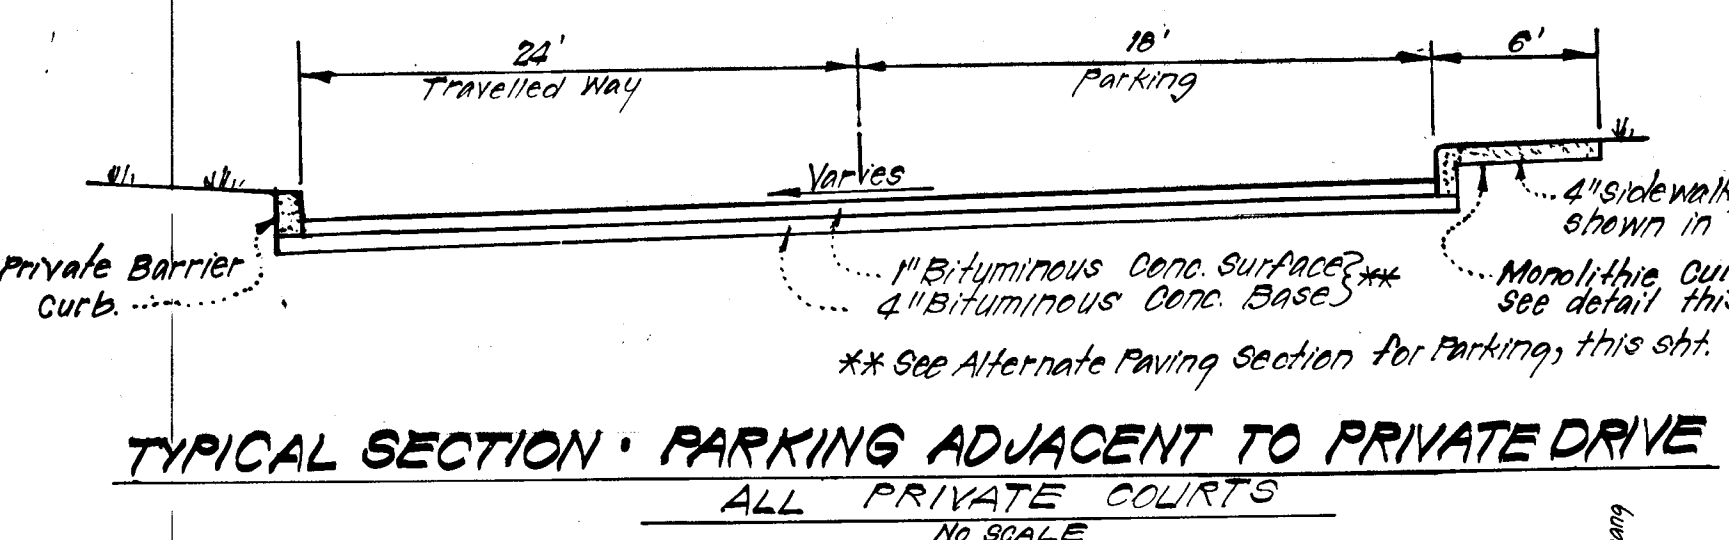 24' 18' 6'
Travelled Way Parking
Varies
4" Sidewalk
shown in
Private Barrier
Curb.
1" Bituminous Conc. Surface } **
4" Bituminous Conc. Base
Monolithic
see detail this
** See Alternate Paving Section for Parking, this sht.
TYPICAL SECTION · PARKING ADJACENT TO PRIVATE DRIVE
ALL PRIVATE COURTS
NO SCALE